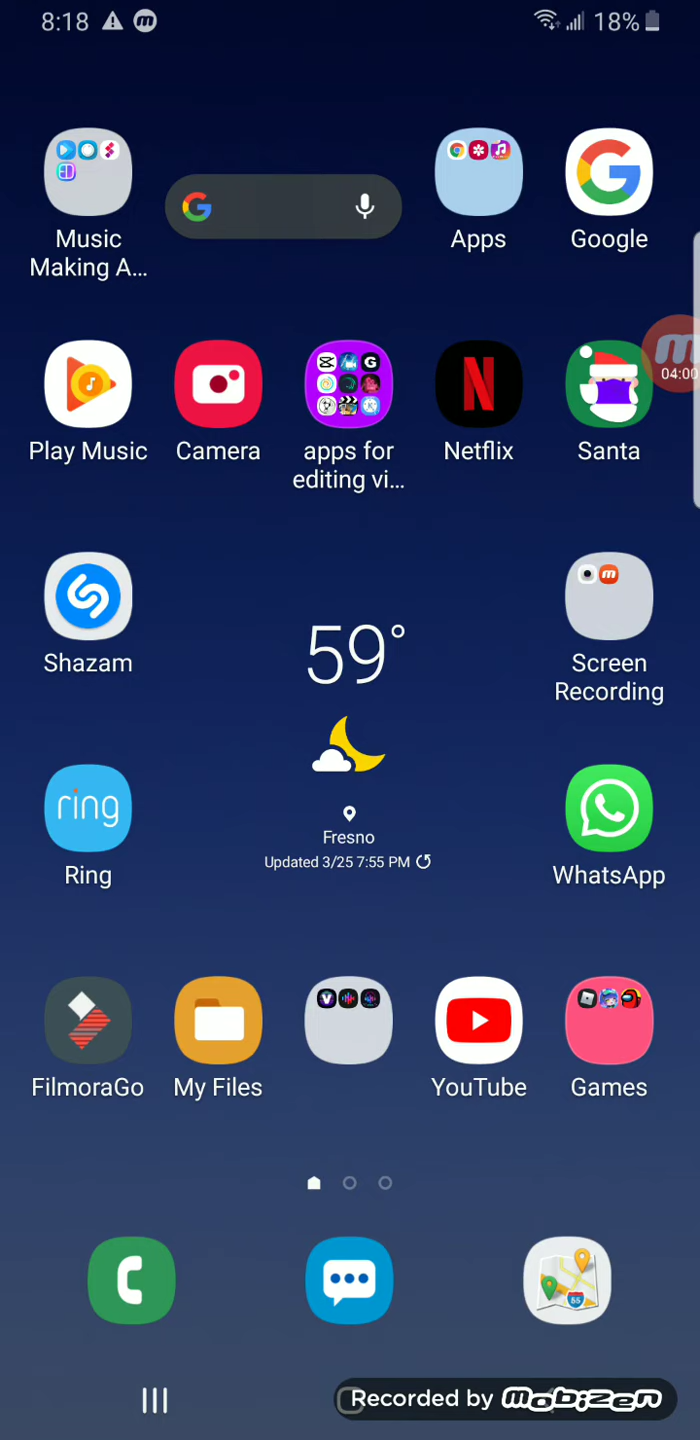 8:18
18%
Music
Making A...
Apps
Google
04:00
Play Music
Camera
apps for
editing vi...
Netflix
Santa
Shazam
59°
Screen
Recording
ring
Ring
Fresno
Updated 3/25 7:55 PM
WhatsApp
FilmoraGo
My Files
YouTube
Games
Recorded by mobizen